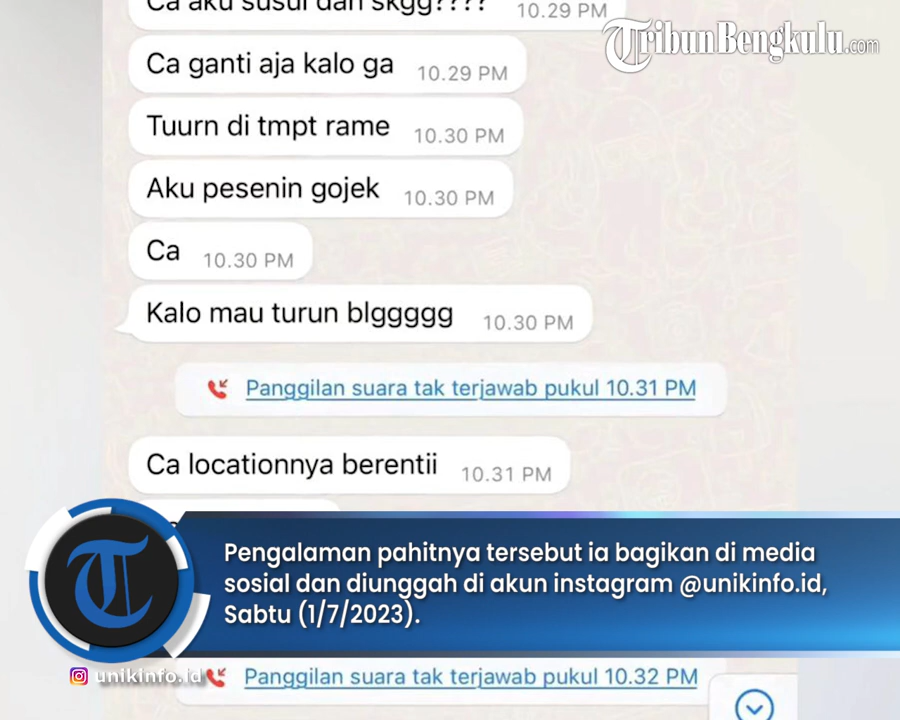 Ca aku susul dari skgg???? 10.29 PM
TribunBengkulu.com
Ca ganti aja kalo ga 10.29 PM
Tuurn di tmpt rame 10.30 PM
Aku pesenin gojek 10.30 PM
Ca 10.30 PM
Kalo mau turun blggggg 10.30 PM
Panggilan suara tak terjawab pukul 10.31 PM
Ca locationnya berentii 10.31 PM
Pengalaman pahitnya tersebut ia bagikan di media
sosial dan diunggah di akun instagram @unikinfo.id,
Sabtu (1/7/2023).
unikinfo.id
Panggilan suara tak terjawab pukul 10.32 PM